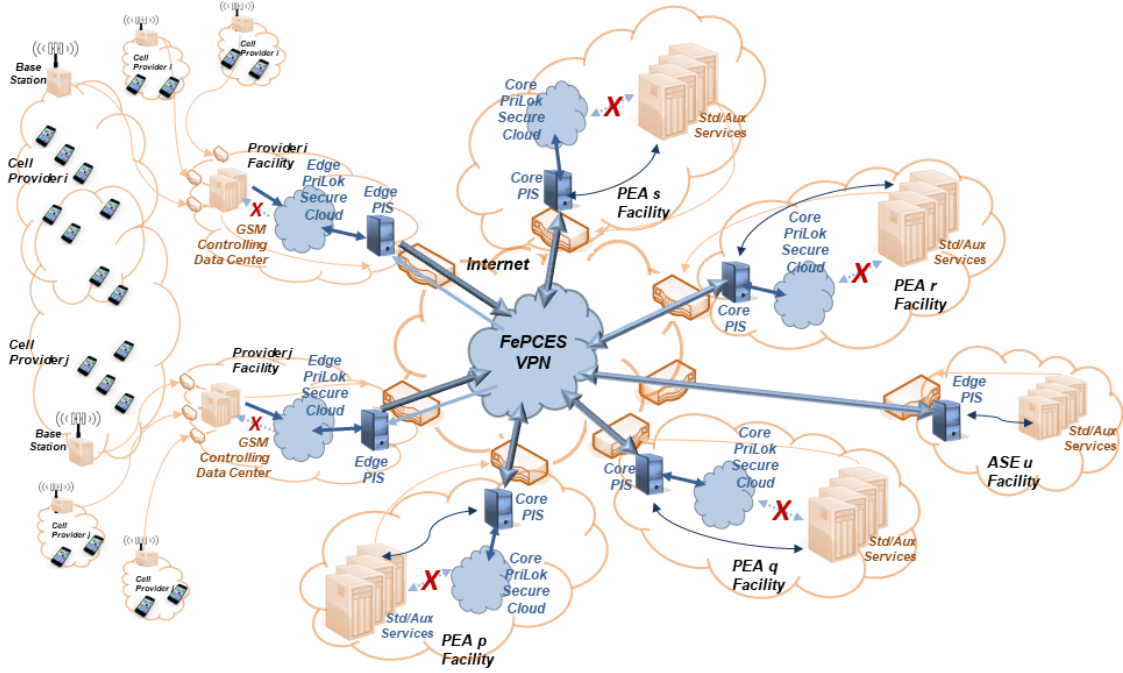 Cell
Provider i
Cell
Provider i
Base
Station
Cell
Provider i
Provider i
Facility
Edge
PriLok
Secure
Cloud
Edge
PIS
X
GSM
Controlling
Data Center
Core
PriLok
Secure
Cloud
X
Std/Aux
Services
Core
PIS
PEA s
Facility
Internet
FePCES
VPN
Core
PriLok
Secure
Cloud
X
Std/Aux
Services
Core
PIS
PEA r
Facility
Cell
Provider j
Base
Station
Provider j
Facility
Edge
PriLok
Secure
Cloud
X
GSM
Controlling
Data Center
Edge
PIS
Edge
PIS
Std/Aux
Services
ASE u
Facility
Cell
Provider j
Cell
Provider j
Core
PIS
Core
PriLok
Secure
Cloud
X
Std/Aux
Services
PEA p
Facility
Core
PIS
Core
PriLok
Secure
Cloud
X
Std/Aux
Services
PEA q
Facility